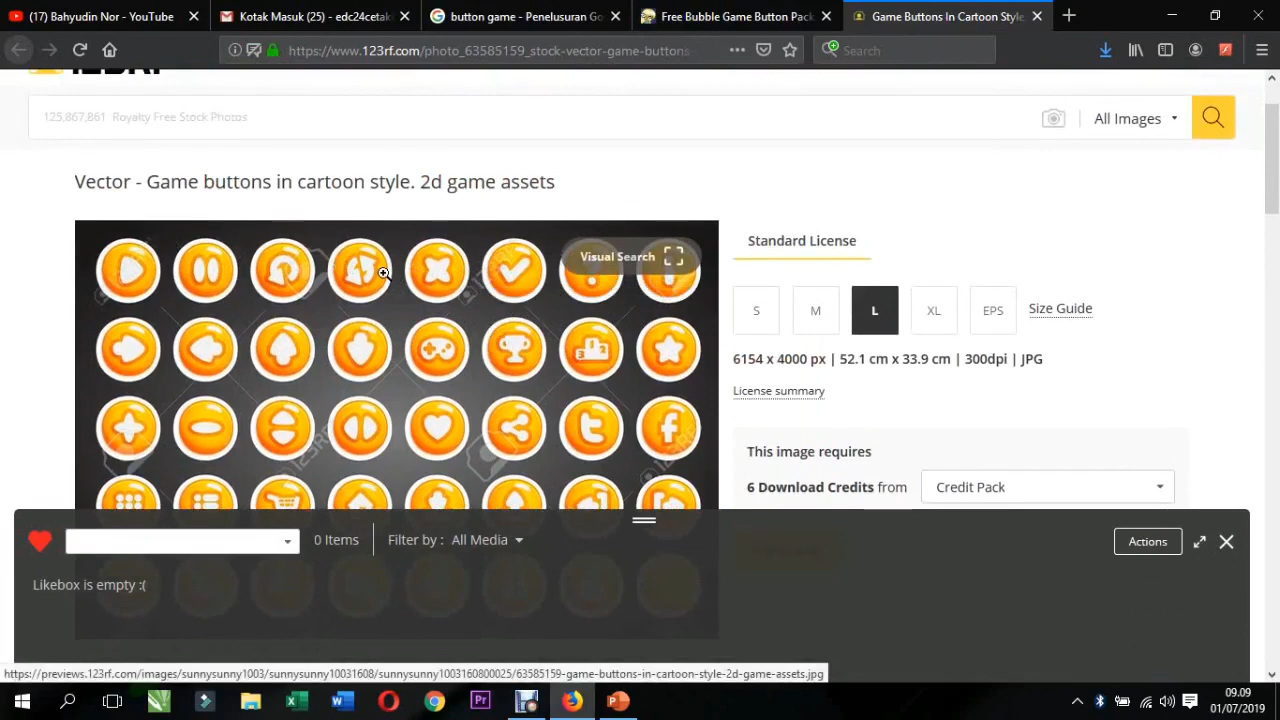 (17) Bahyudin Nor - YouTube
Kotak Masuk (25) - edc24cetak
button game - Penelusuran Go
Free Bubble Game Button Pack
Game Buttons In Cartoon Style.
https://www.123rf.com/photo_63585159_stock-vector-game-buttons-
Search
125,867,861 Royalty Free Stock Photos
All Images
Vector - Game buttons in cartoon style. 2d game assets
Visual Search
Standard License
S
M
L
XL
EPS
Size Guide
6154 x 4000 px | 52.1 cm x 33.9 cm | 300dpi | JPG
License summary
This image requires
6 Download Credits from
Credit Pack
0 Items
Filter by :
All Media
Actions
Likebox is empty :(
https://previews.123rf.com/images/sunnysunny1003/sunnysunny10031608/sunnysunny1003160800025/63585159-game-buttons-in-cartoon-style-2d-game-assets.jpg
09.09
01/07/2019